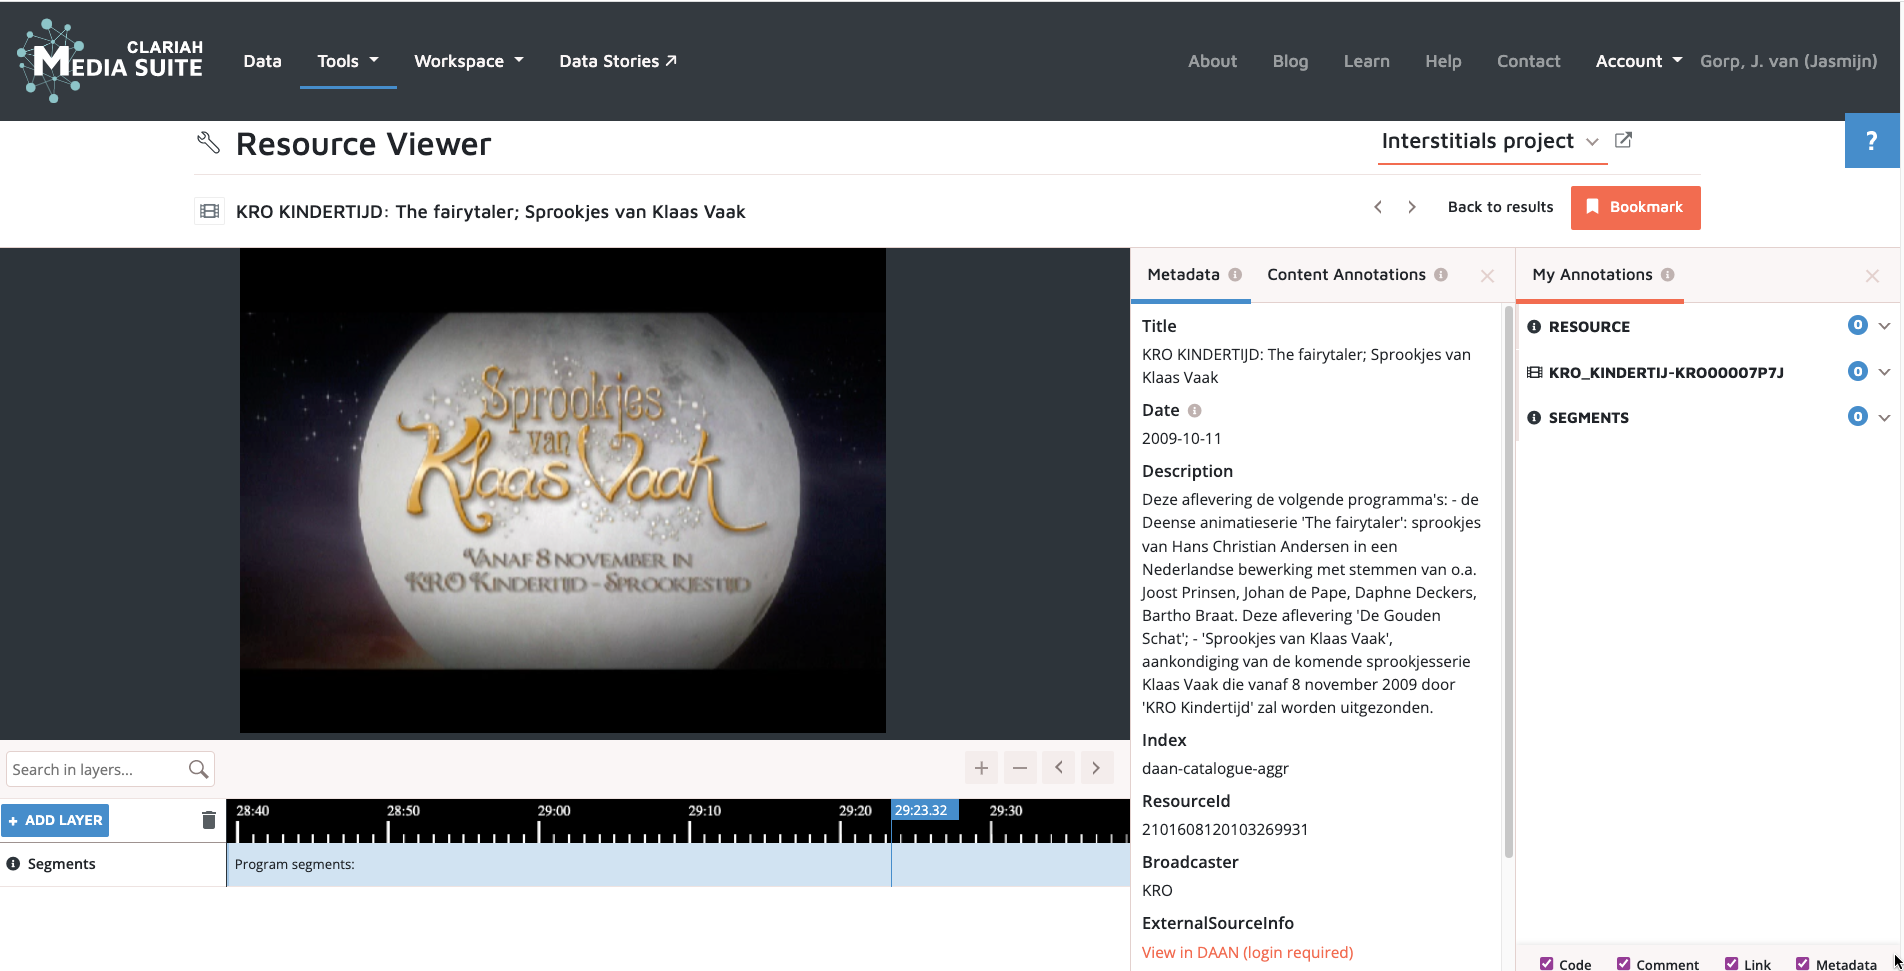 CLARIAH
MEDIA SUITE
Data
Tools
Workspace
Data Stories
About
Blog
Learn
Help
Contact
Account
Gorp, J. van (Jasmijn)
Resource Viewer
Interstitials project
?
KRO KINDERTIJD: The fairytaler; Sprookjes van Klaas Vaak
Back to results
Bookmark
Sprookjes
van
Klaas Vaak
VANAF 8 NOVEMBER IN
KRO KINDERTIJD - SPROOKJESTIJD
Search in layers...
+ ADD LAYER
28:40
28:50
29:00
29:10
29:20
29:23.32
29:30
Segments
Program segments:
Metadata
Content Annotations
Title
KRO KINDERTIJD: The fairytaler; Sprookjes van
Klaas Vaak
Date
2009-10-11
Description
Deze aflevering de volgende programma's: - de
Deense animatieserie 'The fairytaler': sprookjes
van Hans Christian Andersen in een
Nederlandse bewerking met stemmen van o.a.
Joost Prinsen, Johan de Pape, Daphne Deckers,
Bartho Braat. Deze aflevering 'De Gouden
Schat'; - 'Sprookjes van Klaas Vaak',
aankondiging van de komende sprookjesserie
Klaas Vaak die vanaf 8 november 2009 door
'KRO Kindertijd' zal worden uitgezonden.
Index
daan-catalogue-aggr
ResourceId
2101608120103269931
Broadcaster
KRO
ExternalSourceInfo
View in DAAN (login required)
My Annotations
RESOURCE
0
KRO_KINDERTIJ-KRO00007P7J
0
SEGMENTS
0
Code
Comment
Link
Metadata